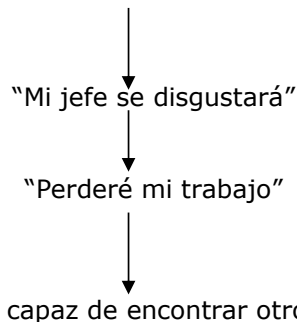 “Mi jefe se disgustará”
“Perderé mi trabajo”
capaz de encontrar otro